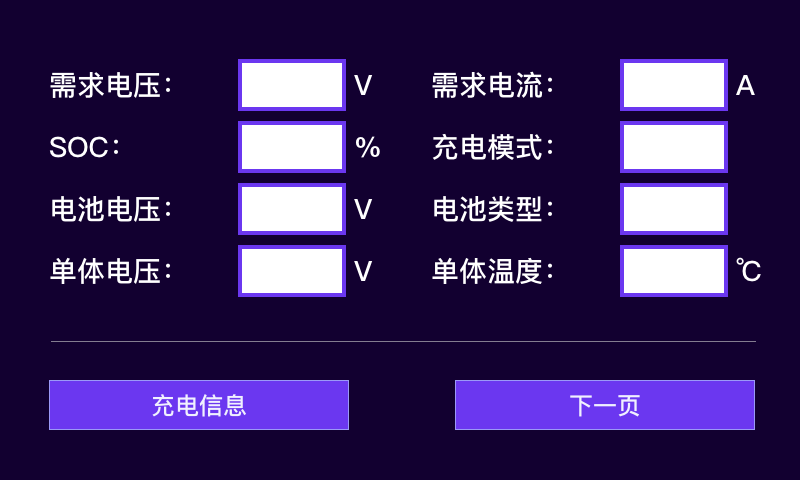 需求电压： V 需求电流： A
SOC： % 充电模式：
电池电压： V 电池类型：
单体电压： V 单体温度： ℃
充电信息 下一页